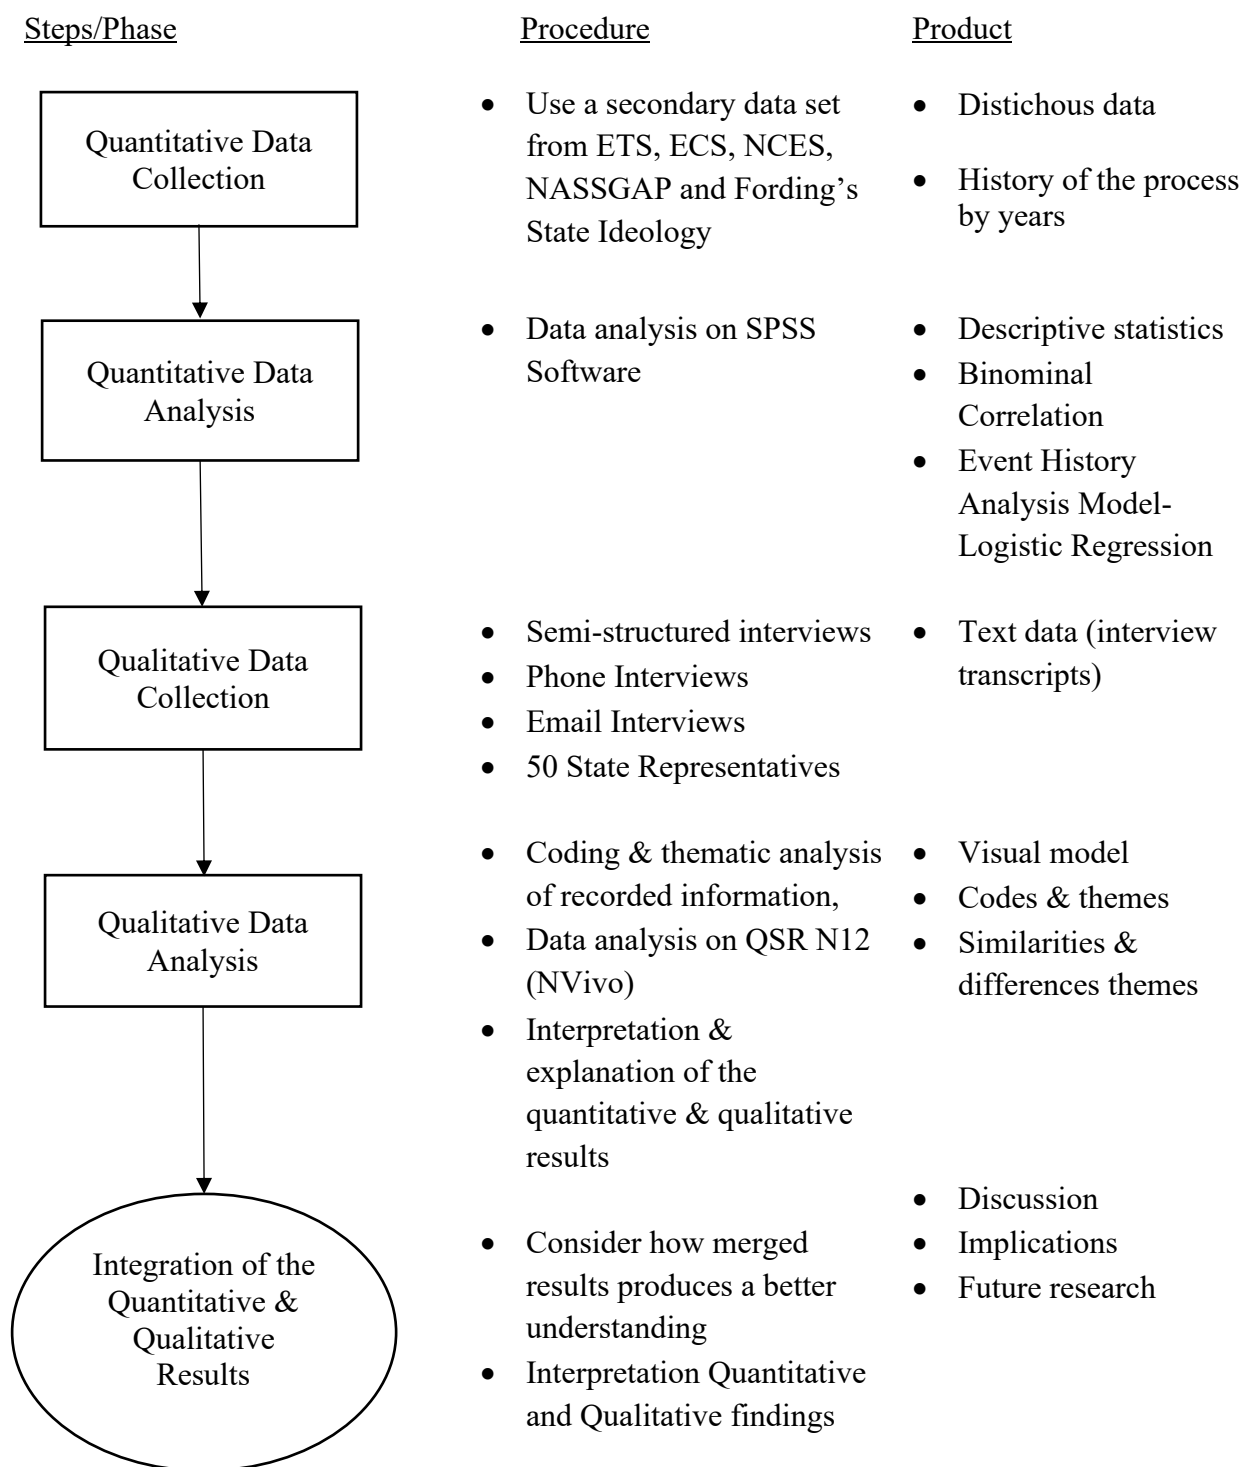 Steps/Phase
Procedure
Product
Quantitative Data
Collection
• Use a secondary data set
from ETS, ECS, NCES,
NASSGAP and Fording’s
State Ideology
• Distichous data
• History of the process
by years
Quantitative Data
Analysis
• Data analysis on SPSS
Software
• Descriptive statistics
• Binominal
Correlation
• Event History
Analysis Model-
Logistic Regression
Qualitative Data
Collection
• Semi-structured interviews
• Phone Interviews
• Email Interviews
• 50 State Representatives
• Text data (interview
transcripts)
Qualitative Data
Analysis
• Coding & thematic analysis
of recorded information,
• Data analysis on QSR N12
(NVivo)
• Interpretation &
explanation of the
quantitative & qualitative
results
• Visual model
• Codes & themes
• Similarities &
differences themes
Integration of the
Quantitative &
Qualitative
Results
• Consider how merged
results produces a better
understanding
• Interpretation Quantitative
and Qualitative findings
• Discussion
• Implications
• Future research